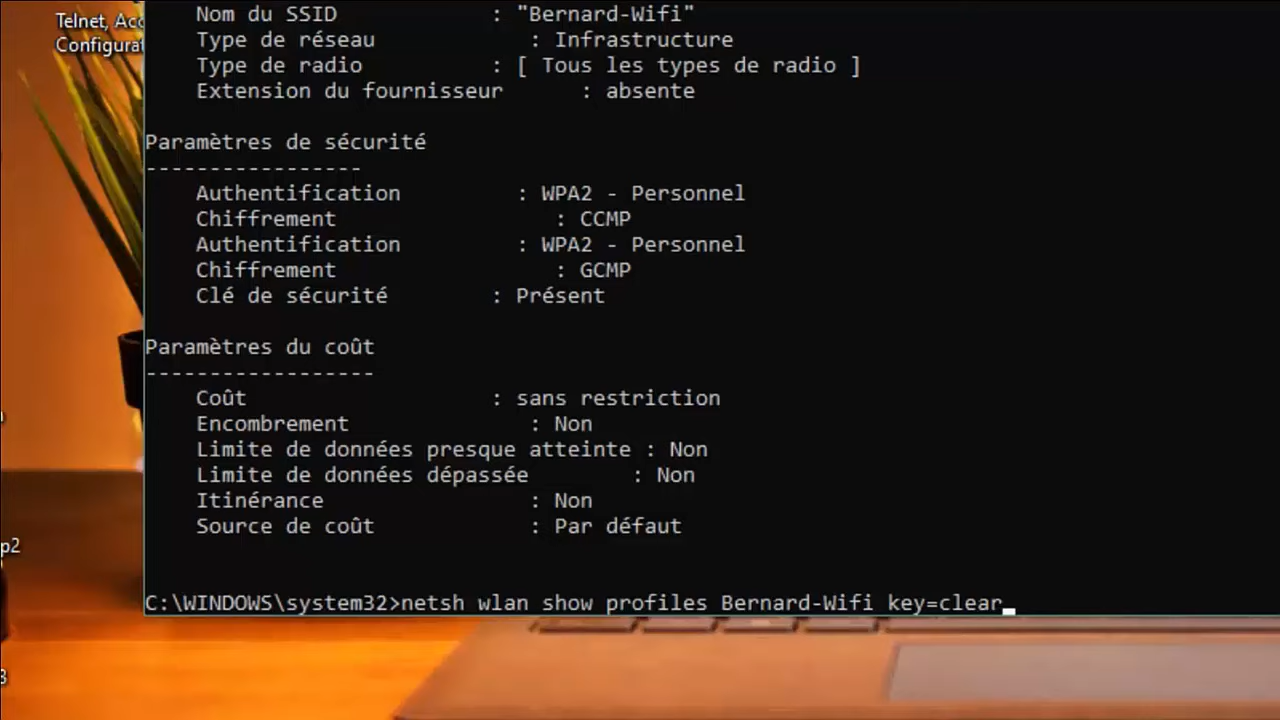 Telnet, Acc
Configurat
Nom du SSID : "Bernard-Wifi"
Type de réseau : Infrastructure
Type de radio : [ Tous les types de radio ]
Extension du fournisseur : absente
Paramètres de sécurité
-----------------
Authentification : WPA2 - Personnel
Chiffrement : CCMP
Authentification : WPA2 - Personnel
Chiffrement : GCMP
Clé de sécurité : Présent
Paramètres du coût
------------------
Coût : sans restriction
Encombrement : Non
Limite de données presque atteinte : Non
Limite de données dépassée : Non
Itinérance : Non
Source de coût : Par défaut
p2
3
C:\WINDOWS\system32>netsh wlan show profiles Bernard-Wifi key=clear